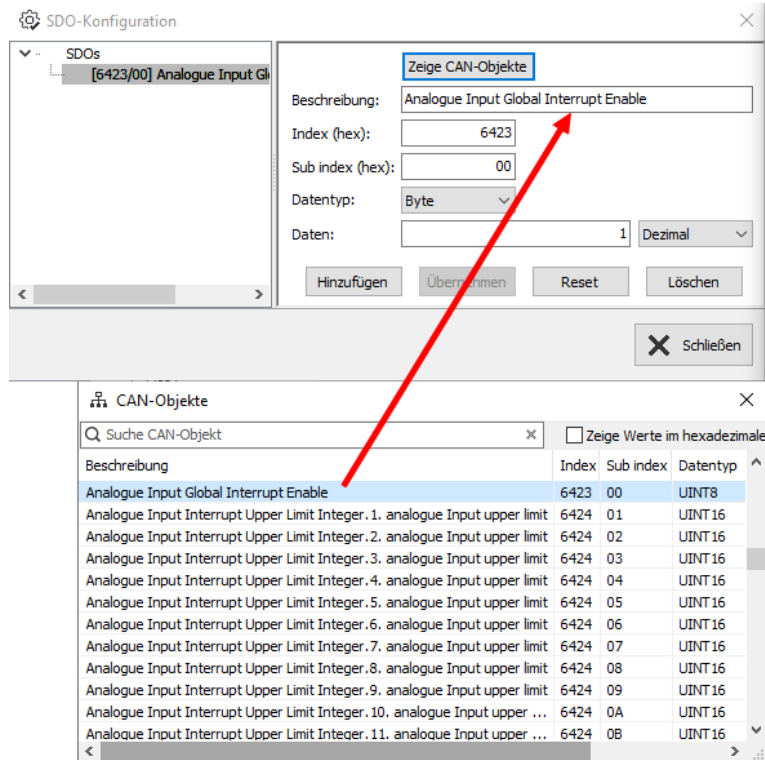 SDO-Konfiguration
SDOs
[6423/00] Analogue Input Gl
Zeige CAN-Objekte
Beschreibung: Analogue Input Global Interrupt Enable
Index (hex): 6423
Sub index (hex): 00
Datentyp: Byte
Daten: 1 Dezimal
Hinzufügen Übernehmen Reset Löschen
Schließen
CAN-Objekte
Suche CAN-Objekt Zeige Werte im hexadezimale
Beschreibung Index Sub index Datentyp
Analogue Input Global Interrupt Enable 6423 00 UINT8
Analogue Input Interrupt Upper Limit Integer.1. analogue Input upper limit 6424 01 UINT16
Analogue Input Interrupt Upper Limit Integer.2. analogue Input upper limit 6424 02 UINT16
Analogue Input Interrupt Upper Limit Integer.3. analogue Input upper limit 6424 03 UINT16
Analogue Input Interrupt Upper Limit Integer.4. analogue Input upper limit 6424 04 UINT16
Analogue Input Interrupt Upper Limit Integer.5. analogue Input upper limit 6424 05 UINT16
Analogue Input Interrupt Upper Limit Integer.6. analogue Input upper limit 6424 06 UINT16
Analogue Input Interrupt Upper Limit Integer.7. analogue Input upper limit 6424 07 UINT16
Analogue Input Interrupt Upper Limit Integer.8. analogue Input upper limit 6424 08 UINT16
Analogue Input Interrupt Upper Limit Integer.9. analogue Input upper limit 6424 09 UINT16
Analogue Input Interrupt Upper Limit Integer.10. analogue Input upper ... 6424 0A UINT16
Analogue Input Interrupt Upper Limit Integer.11. analogue Input upper ... 6424 0B UINT16